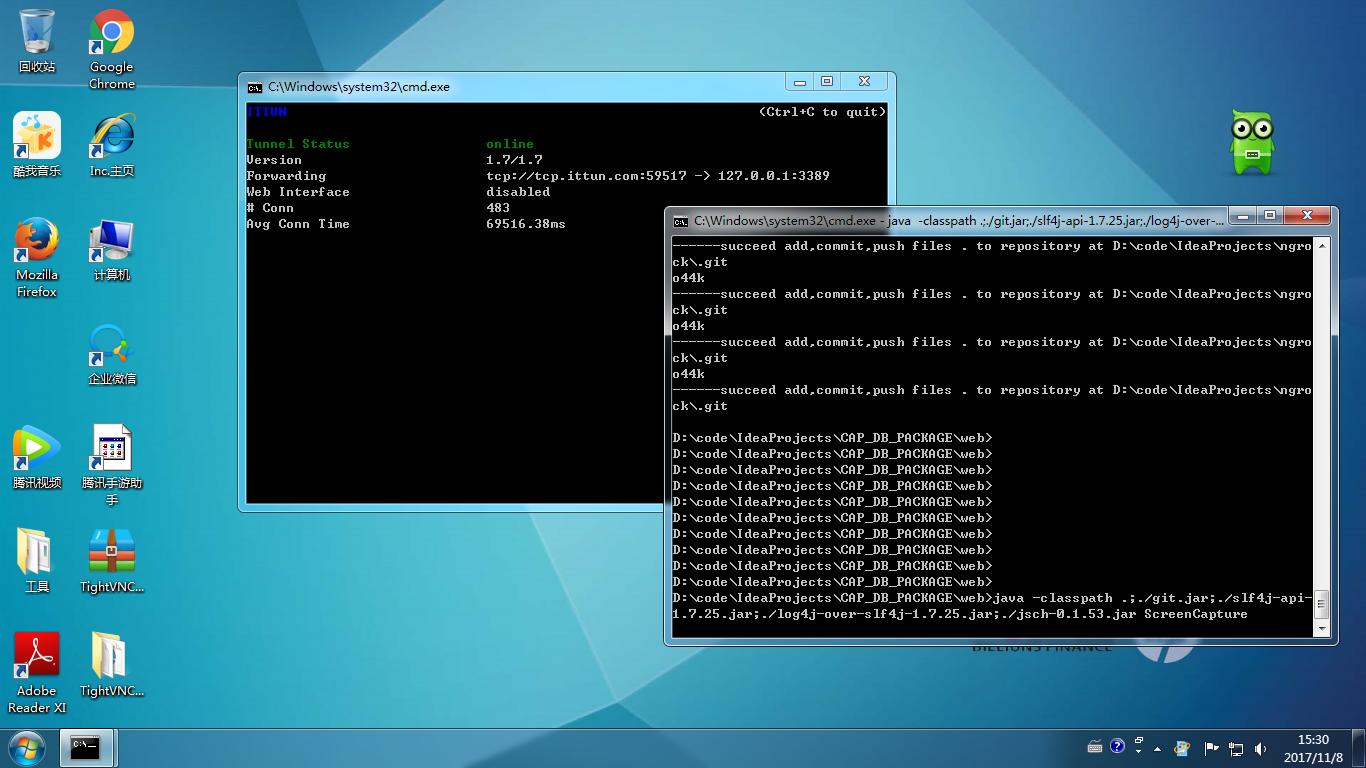 回收站
Google
Chrome
酷我音乐
Inc.主页
Mozilla
Firefox
计算机
企业微信
腾讯视频
腾讯手游助
手
工具
TightVNC...
Adobe
Reader XI
TightVNC...
C:\Windows\system32\cmd.exe
ITTUN (Ctrl+C to quit)
Tunnel Status online
Version 1.7/1.7
Forwarding tcp://tcp.ittun.com:59517 -> 127.0.0.1:3389
Web Interface disabled
# Conn 483
Avg Conn Time 69516.38ms
C:\Windows\system32\cmd.exe - java -classpath .;./git.jar;./slf4j-api-1.7.25.jar;./log4j-over-...
------succeed add,commit,push files . to repository at D:\code\IdeaProjects\ngro
ck\.git
o44k
------succeed add,commit,push files . to repository at D:\code\IdeaProjects\ngro
ck\.git
o44k
------succeed add,commit,push files . to repository at D:\code\IdeaProjects\ngro
ck\.git
o44k
------succeed add,commit,push files . to repository at D:\code\IdeaProjects\ngro
ck\.git
D:\code\IdeaProjects\CAP_DB_PACKAGE\web>
D:\code\IdeaProjects\CAP_DB_PACKAGE\web>
D:\code\IdeaProjects\CAP_DB_PACKAGE\web>
D:\code\IdeaProjects\CAP_DB_PACKAGE\web>
D:\code\IdeaProjects\CAP_DB_PACKAGE\web>
D:\code\IdeaProjects\CAP_DB_PACKAGE\web>
D:\code\IdeaProjects\CAP_DB_PACKAGE\web>
D:\code\IdeaProjects\CAP_DB_PACKAGE\web>
D:\code\IdeaProjects\CAP_DB_PACKAGE\web>
D:\code\IdeaProjects\CAP_DB_PACKAGE\web>
D:\code\IdeaProjects\CAP_DB_PACKAGE\web>java -classpath .;./git.jar;./slf4j-api-
1.7.25.jar;./log4j-over-slf4j-1.7.25.jar;./jsch-0.1.53.jar ScreenCapture
BILLIONS FINANCE
15:30
2017/11/8